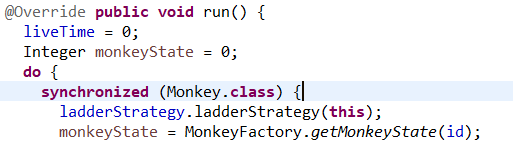 @Override public void run() {
liveTime = 0;
Integer monkeyState = 0;
do {
synchronized (Monkey.class) {
ladderStrategy.ladderStrategy(this);
monkeyState = MonkeyFactory.getMonkeyState(id);